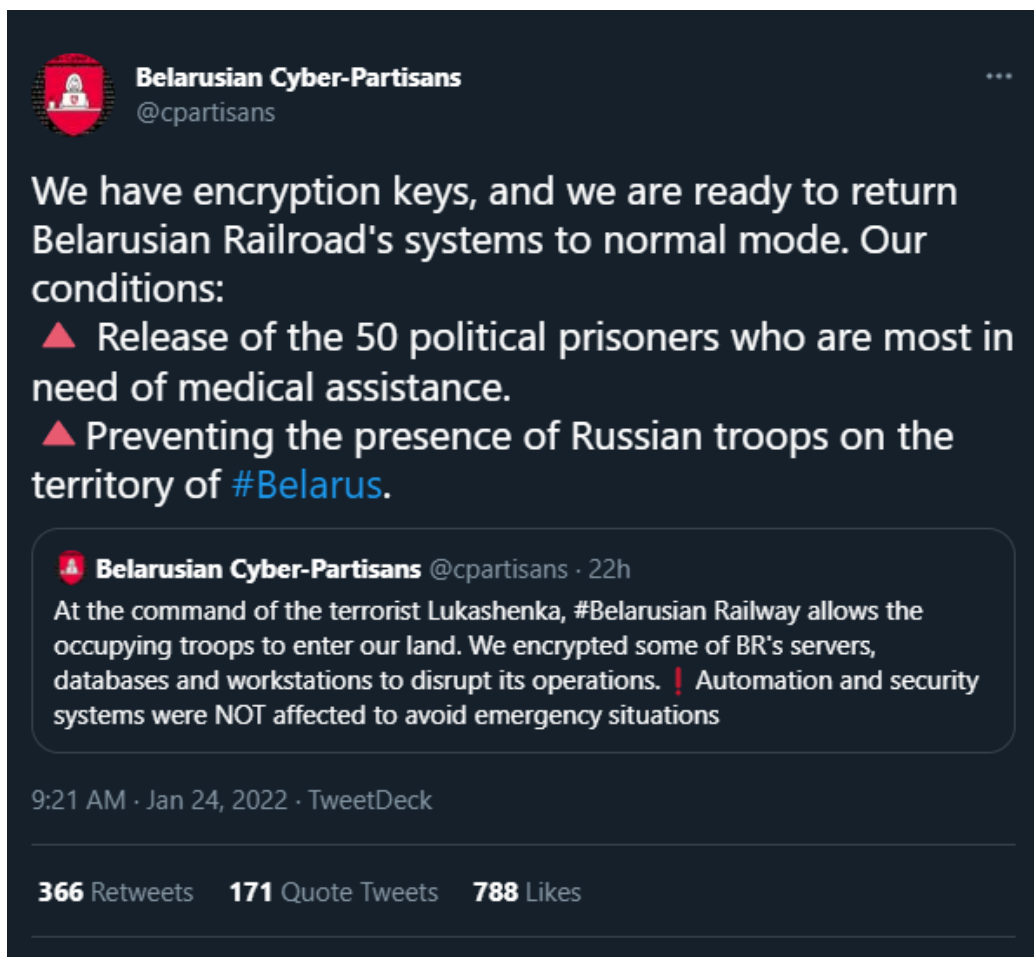 Belarusian Cyber-Partisans
@cpartisans
We have encryption keys, and we are ready to return
Belarusian Railroad's systems to normal mode. Our
conditions:
🔺 Release of the 50 political prisoners who are most in
need of medical assistance.
🔺Preventing the presence of Russian troops on the
territory of #Belarus.
Belarusian Cyber-Partisans @cpartisans · 22h
At the command of the terrorist Lukashenka, #Belarusian Railway allows the
occupying troops to enter our land. We encrypted some of BR's servers,
databases and workstations to disrupt its operations. ❗ Automation and security
systems were NOT affected to avoid emergency situations
9:21 AM · Jan 24, 2022 · TweetDeck
366 Retweets 171 Quote Tweets 788 Likes